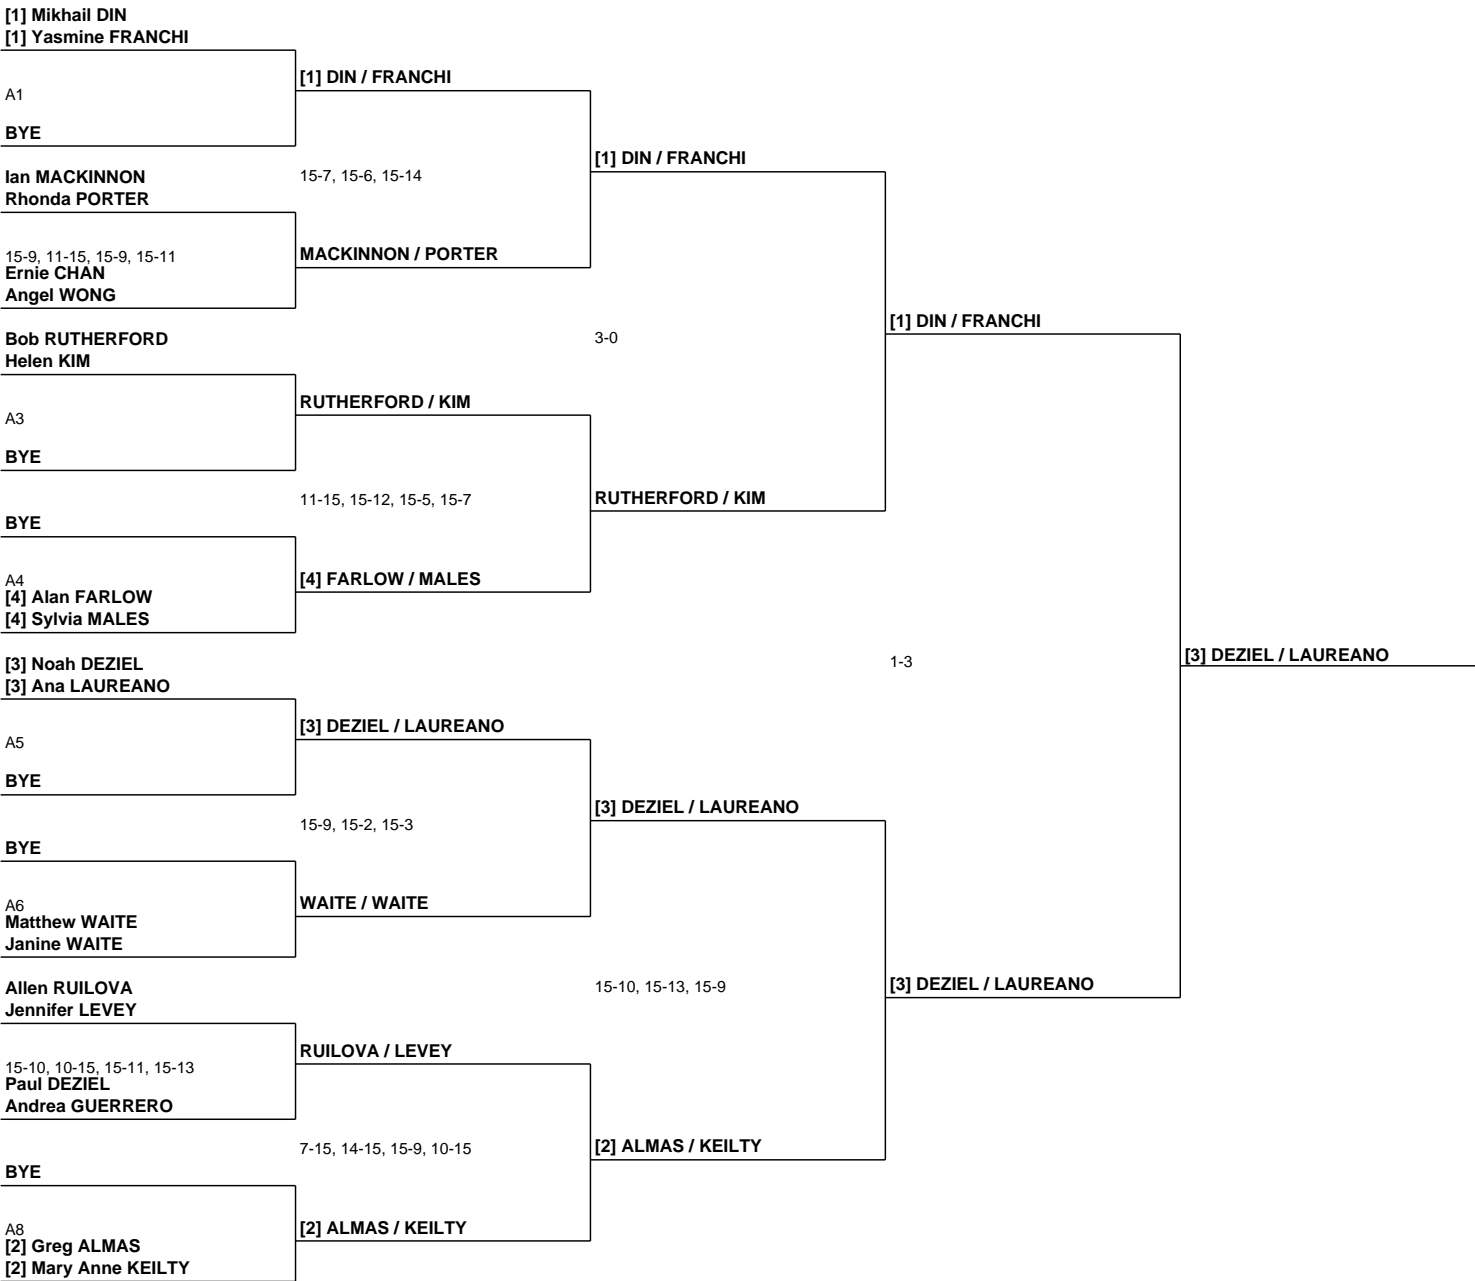 [1] Mikhail DIN
[1] Yasmine FRANCHI
[1] DIN / FRANCHI
A1
BYE
[1] DIN / FRANCHI
Ian MACKINNON
15-7, 15-6, 15-14
Rhonda PORTER
MACKINNON / PORTER
15-9, 11-15, 15-9, 15-11
Ernie CHAN
Angel WONG
[1] DIN / FRANCHI
Bob RUTHERFORD
3-0
Helen KIM
RUTHERFORD / KIM
A3
BYE
11-15, 15-12, 15-5, 15-7
RUTHERFORD / KIM
BYE
A4
[4] FARLOW / MALES
[4] Alan FARLOW
[4] Sylvia MALES
[3] DEZIEL / LAUREANO
1-3
[3] Noah DEZIEL
[3] Ana LAUREANO
[3] DEZIEL / LAUREANO
A5
BYE
[3] DEZIEL / LAUREANO
15-9, 15-2, 15-3
BYE
WAITE / WAITE
A6
Matthew WAITE
Janine WAITE
[3] DEZIEL / LAUREANO
Allen RUILOVA
15-10, 15-13, 15-9
Jennifer LEVEY
RUILOVA / LEVEY
15-10, 10-15, 15-11, 15-13
Paul DEZIEL
Andrea GUERRERO
[2] ALMAS / KEILTY
7-15, 14-15, 15-9, 10-15
BYE
[2] ALMAS / KEILTY
A8
[2] Greg ALMAS
[2] Mary Anne KEILTY